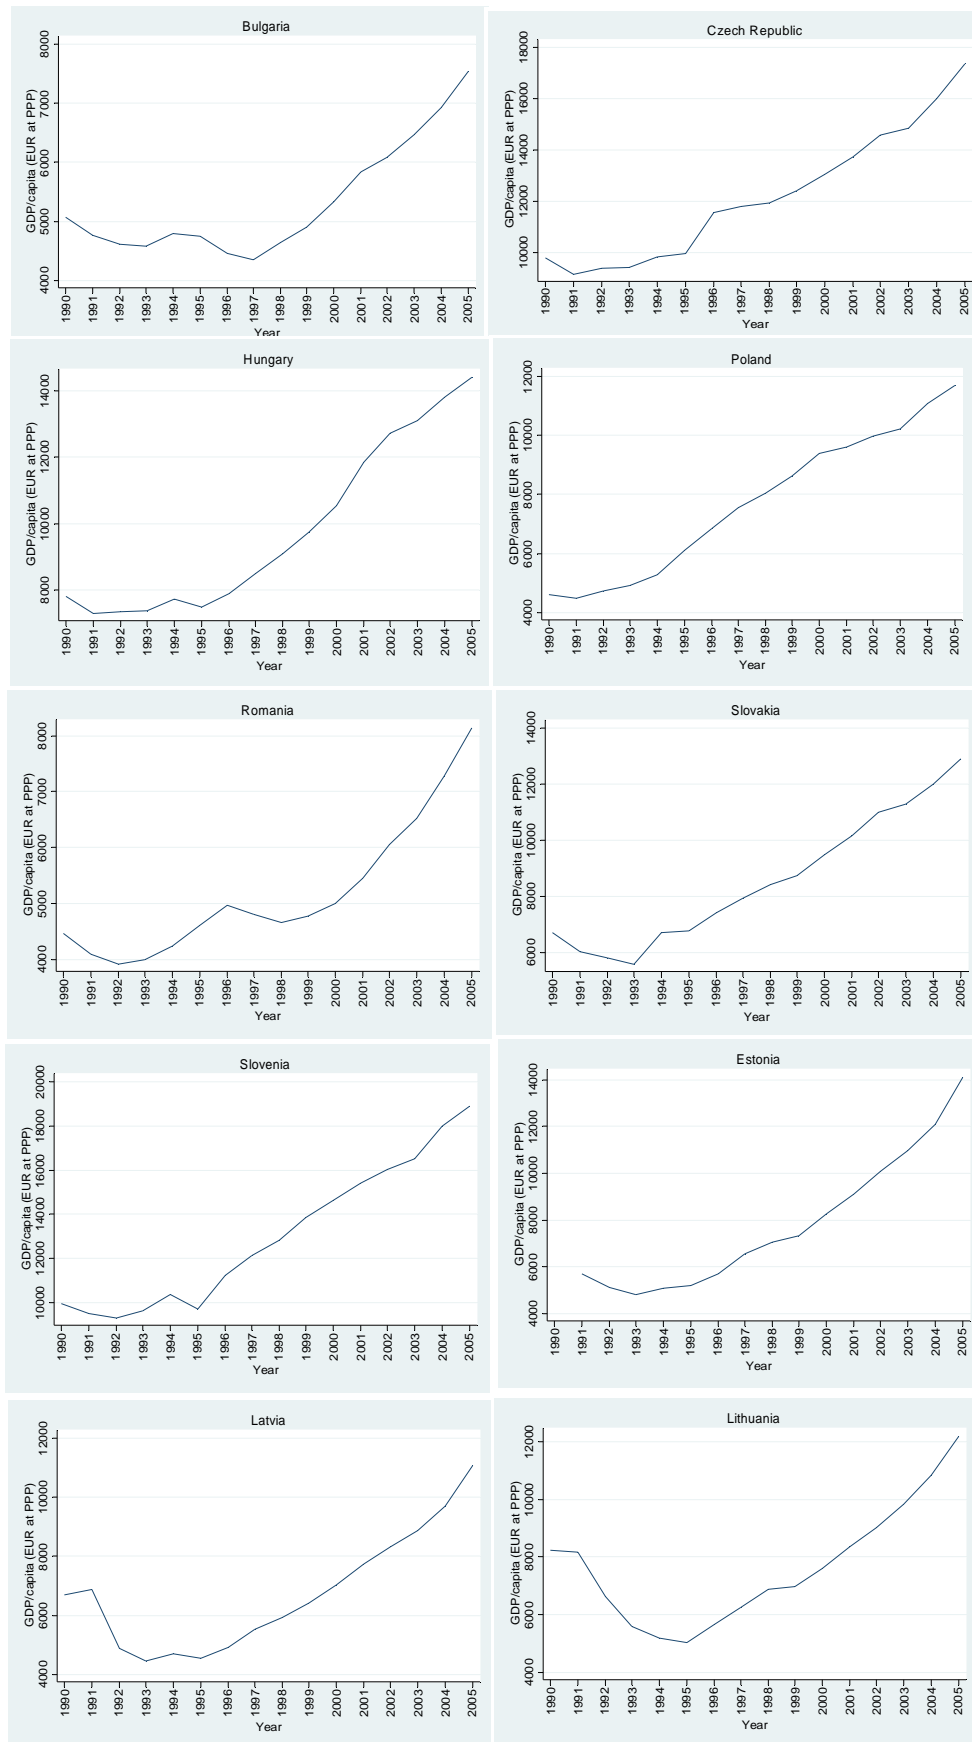 Bulgaria
GDP/capita (EUR at PPP)
8000
7000
6000
5000
4000
1990 1991 1992 1993 1994 1995 1996 1997 1998 1999 2000 2001 2002 2003 2004 2005
Year
Czech Republic
GDP/capita (EUR at PPP)
18000
16000
14000
12000
10000
1990 1991 1992 1993 1994 1995 1996 1997 1998 1999 2000 2001 2002 2003 2004 2005
Year
Hungary
GDP/capita (EUR at PPP)
14000
12000
10000
8000
1990 1991 1992 1993 1994 1995 1996 1997 1998 1999 2000 2001 2002 2003 2004 2005
Year
Poland
GDP/capita (EUR at PPP)
12000
10000
8000
6000
4000
1990 1991 1992 1993 1994 1995 1996 1997 1998 1999 2000 2001 2002 2003 2004 2005
Year
Romania
GDP/capita (EUR at PPP)
8000
7000
6000
5000
4000
1990 1991 1992 1993 1994 1995 1996 1997 1998 1999 2000 2001 2002 2003 2004 2005
Year
Slovakia
GDP/capita (EUR at PPP)
14000
12000
10000
8000
6000
1990 1991 1992 1993 1994 1995 1996 1997 1998 1999 2000 2001 2002 2003 2004 2005
Year
Slovenia
GDP/capita (EUR at PPP)
20000
18000
16000
14000
12000
10000
1990 1991 1992 1993 1994 1995 1996 1997 1998 1999 2000 2001 2002 2003 2004 2005
Year
Estonia
GDP/capita (EUR at PPP)
14000
12000
10000
8000
6000
4000
1990 1991 1992 1993 1994 1995 1996 1997 1998 1999 2000 2001 2002 2003 2004 2005
Year
Latvia
GDP/capita (EUR at PPP)
12000
10000
8000
6000
4000
1990 1991 1992 1993 1994 1995 1996 1997 1998 1999 2000 2001 2002 2003 2004 2005
Year
Lithuania
GDP/capita (EUR at PPP)
12000
10000
8000
6000
4000
1990 1991 1992 1993 1994 1995 1996 1997 1998 1999 2000 2001 2002 2003 2004 2005
Year